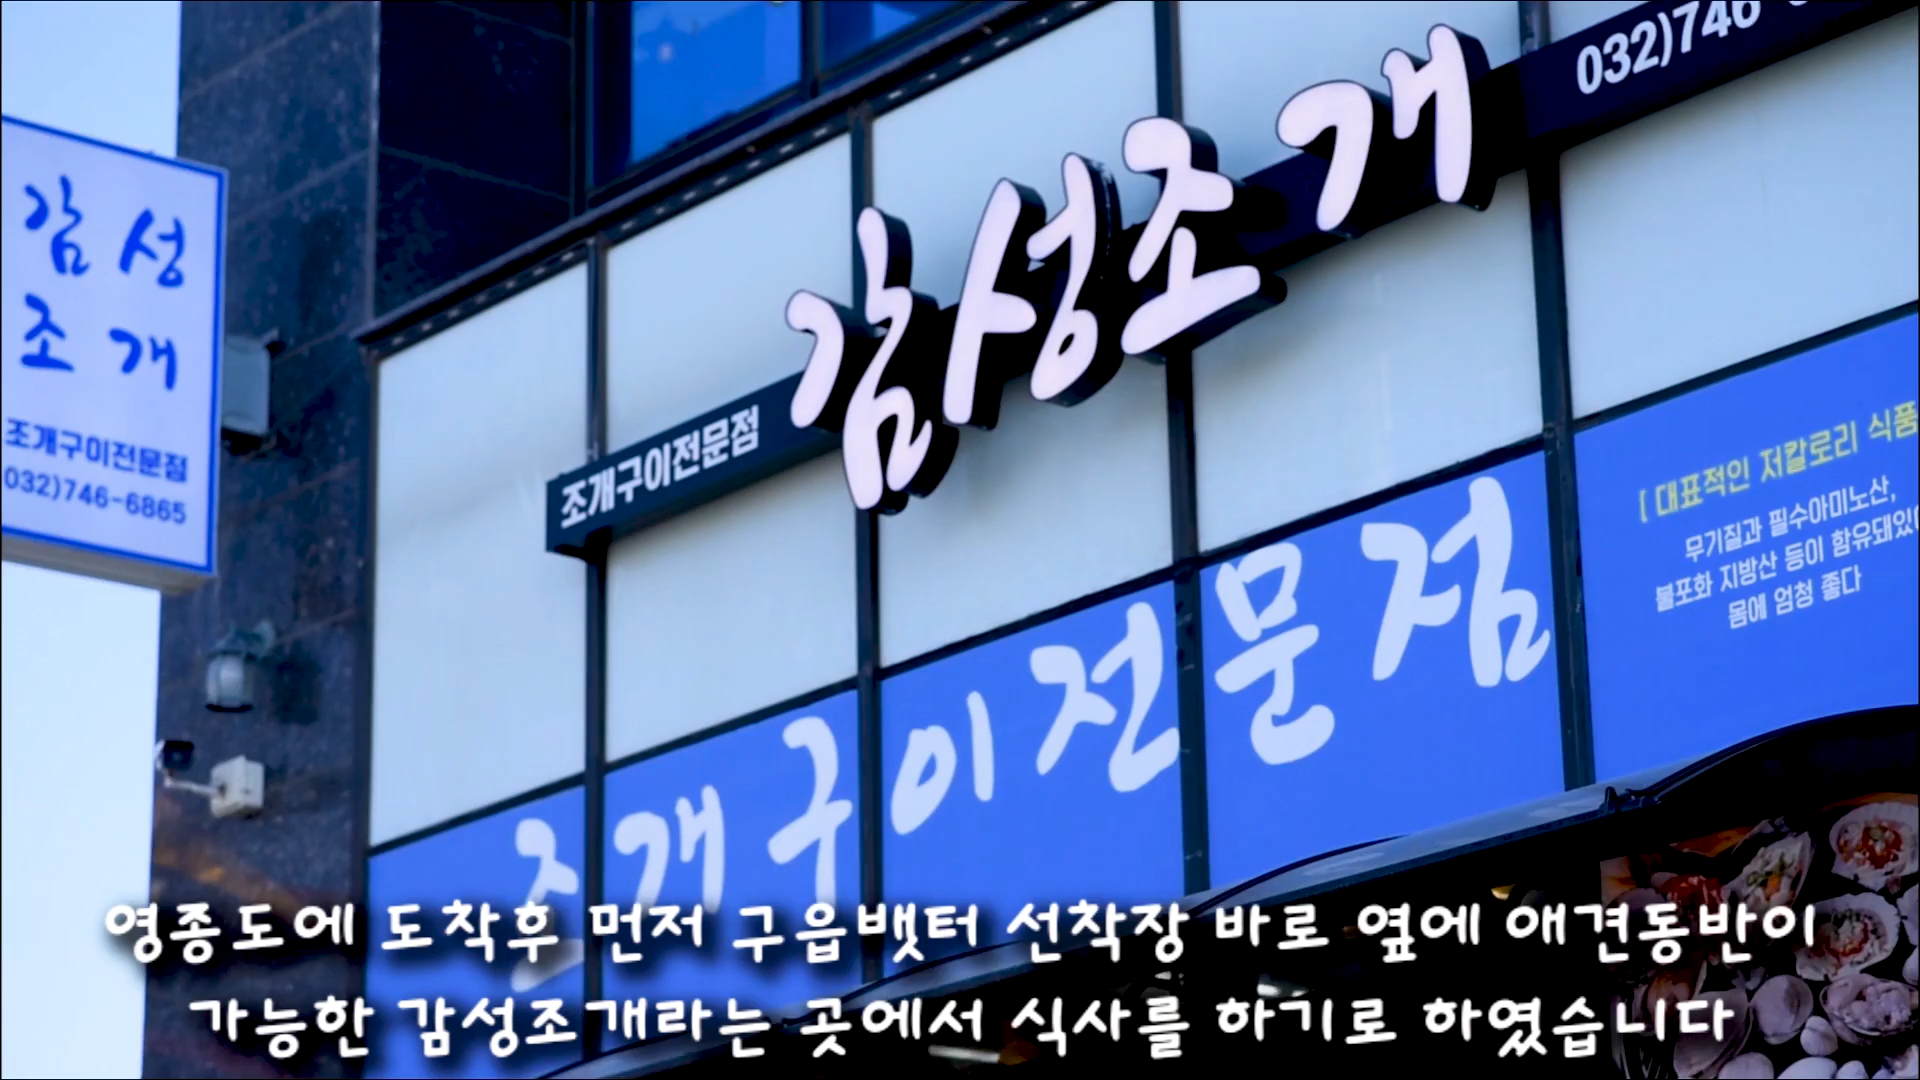 감성
조개
조개구이전문점
032)746-6865
조개구이전문점
감성조개
032)746
조개구이전문점
[ 대표적인 저칼로리 식품
무기질과 필수아미노산,
불포화 지방산 등이 함유돼있
몸에 엄청 좋다
영종도에 도착후 먼저 구읍뱃터 선착장 바로 옆에 애견동반이
가능한 감성조개라는 곳에서 식사를 하기로 하였습니다